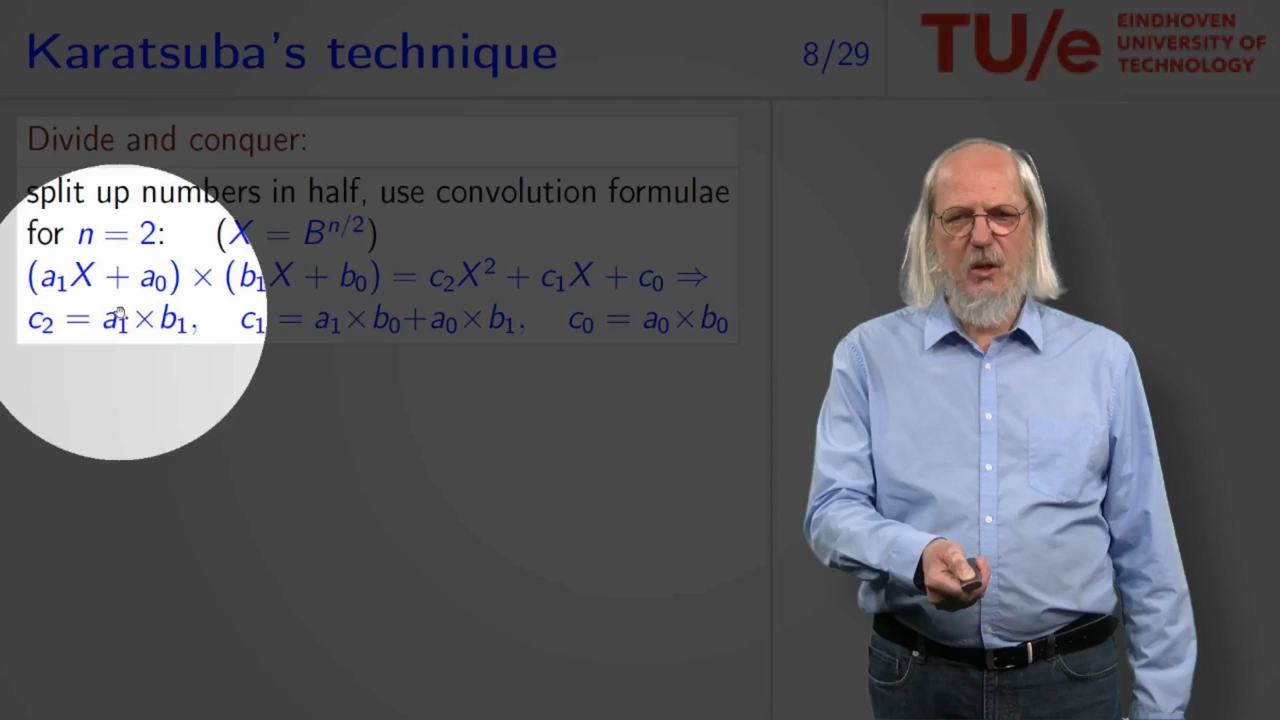 Karatsuba's technique
8/29
TU/e EINDHOVEN
UNIVERSITY OF
TECHNOLOGY
Divide and conquer:
split up numbers in half, use convolution formulae
for n = 2: (X = B^{n/2})
(a₁X + a₀) × (b₁X + b₀) = c₂X² + c₁X + c₀ ⇒
c₂ = a₁×b₁, c₁ = a₁×b₀+a₀×b₁, c₀ = a₀×b₀